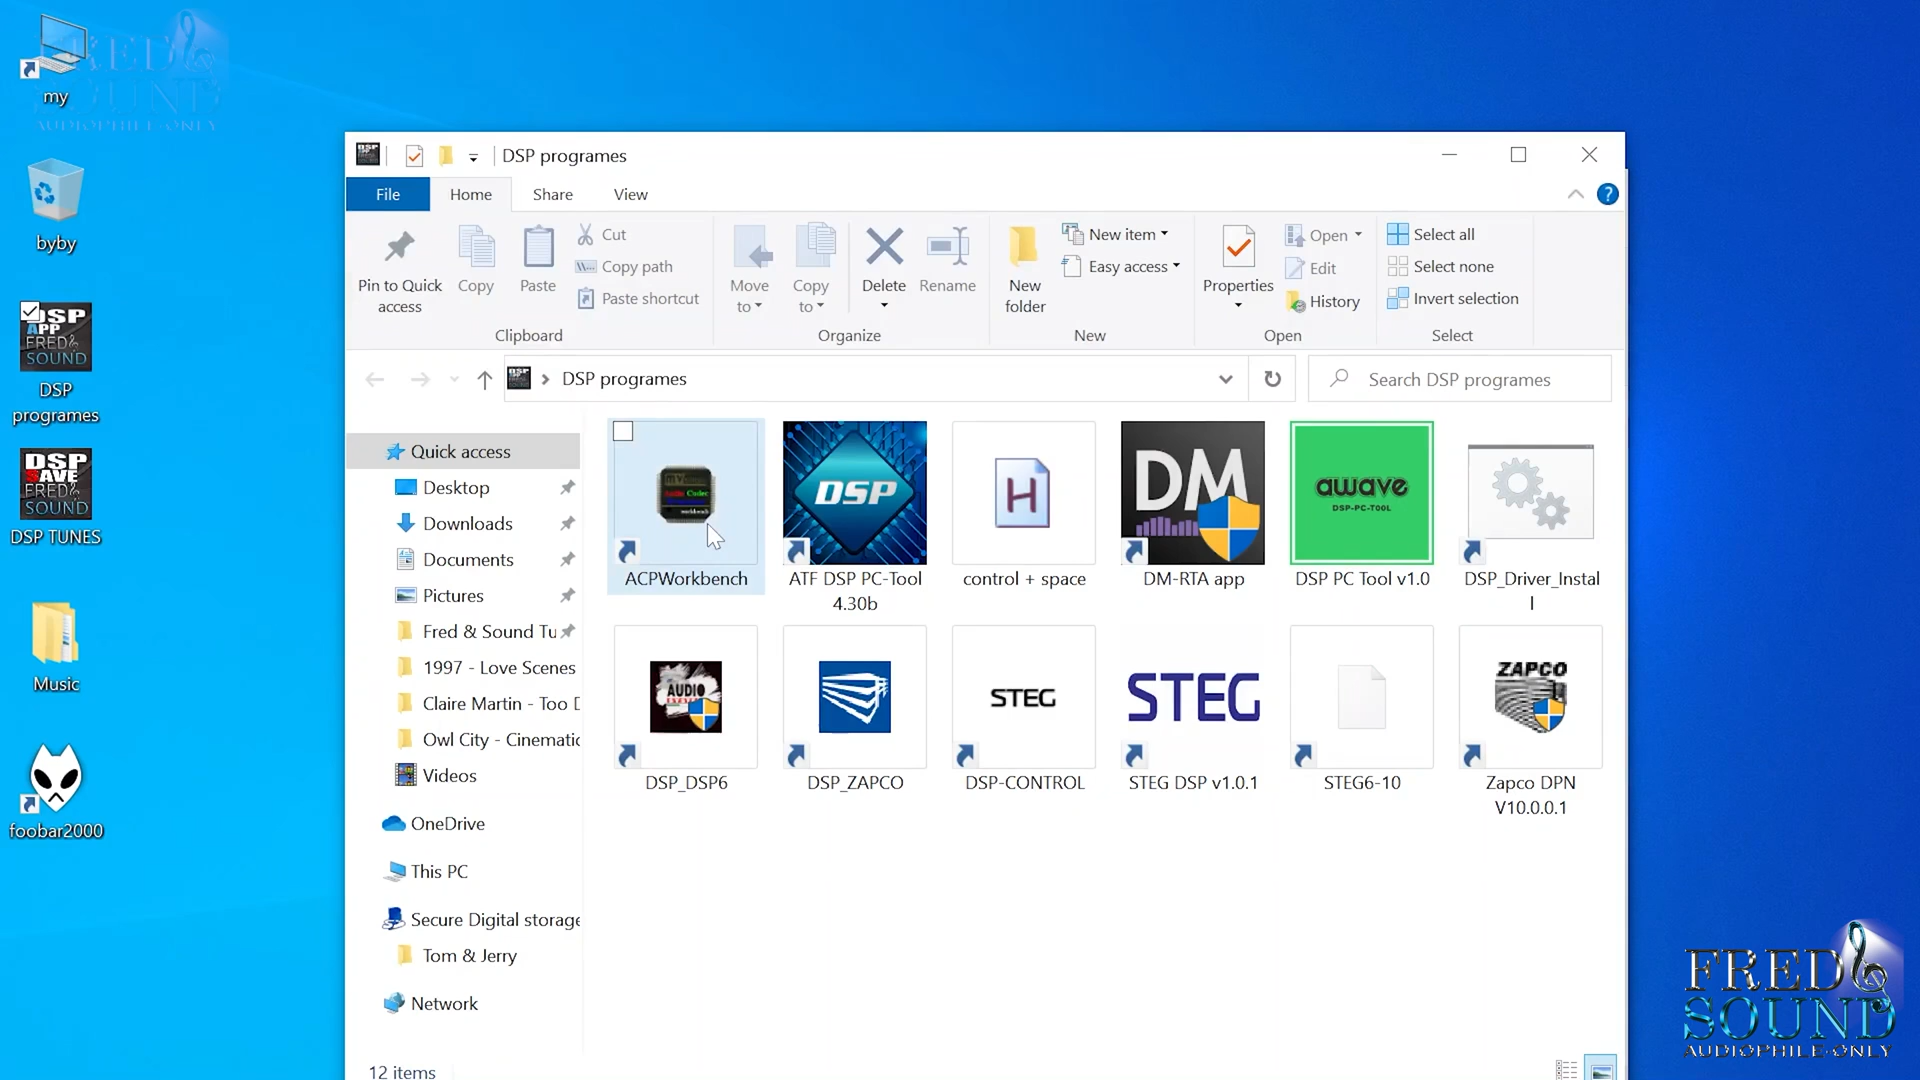 my
FRED
SOUND
AUDIOPHILE-ONLY
byby
DSP
APP
FRED
SOUND
DSP
programes
DSP
SAVE
FRED
SOUND
DSP TUNES
Music
foobar2000
DSP programes
File
Home
Share
View
?
Pin to Quick
access
Copy
Paste
Cut
Copy path
Paste shortcut
Clipboard
Move
to
Copy
to
Delete
Rename
Organize
New
folder
New item
Easy access
New
Properties
Open
Edit
History
Open
Select all
Select none
Invert selection
Select
DSP programes
Search DSP programes
Quick access
Desktop
Downloads
Documents
Pictures
Fred & Sound Tu
1997 - Love Scenes
Claire Martin - Too D
Owl City - Cinematic
Videos
OneDrive
This PC
Secure Digital storage
Tom & Jerry
Network
12 items
ACPWorkbench
DSP
ATF DSP PC-Tool
4.30b
H
control + space
DM
DM-RTA app
awave
DSP-PC-TOOL
DSP PC Tool v1.0
DSP_Driver_Instal
l
AUDIO
DSP_DSP6
DSP_ZAPCO
STEG
DSP-CONTROL
STEG
STEG DSP v1.0.1
STEG6-10
ZAPCO
Zapco DPN
V10.0.0.1
FRED
SOUND
AUDIOPHILE-ONLY